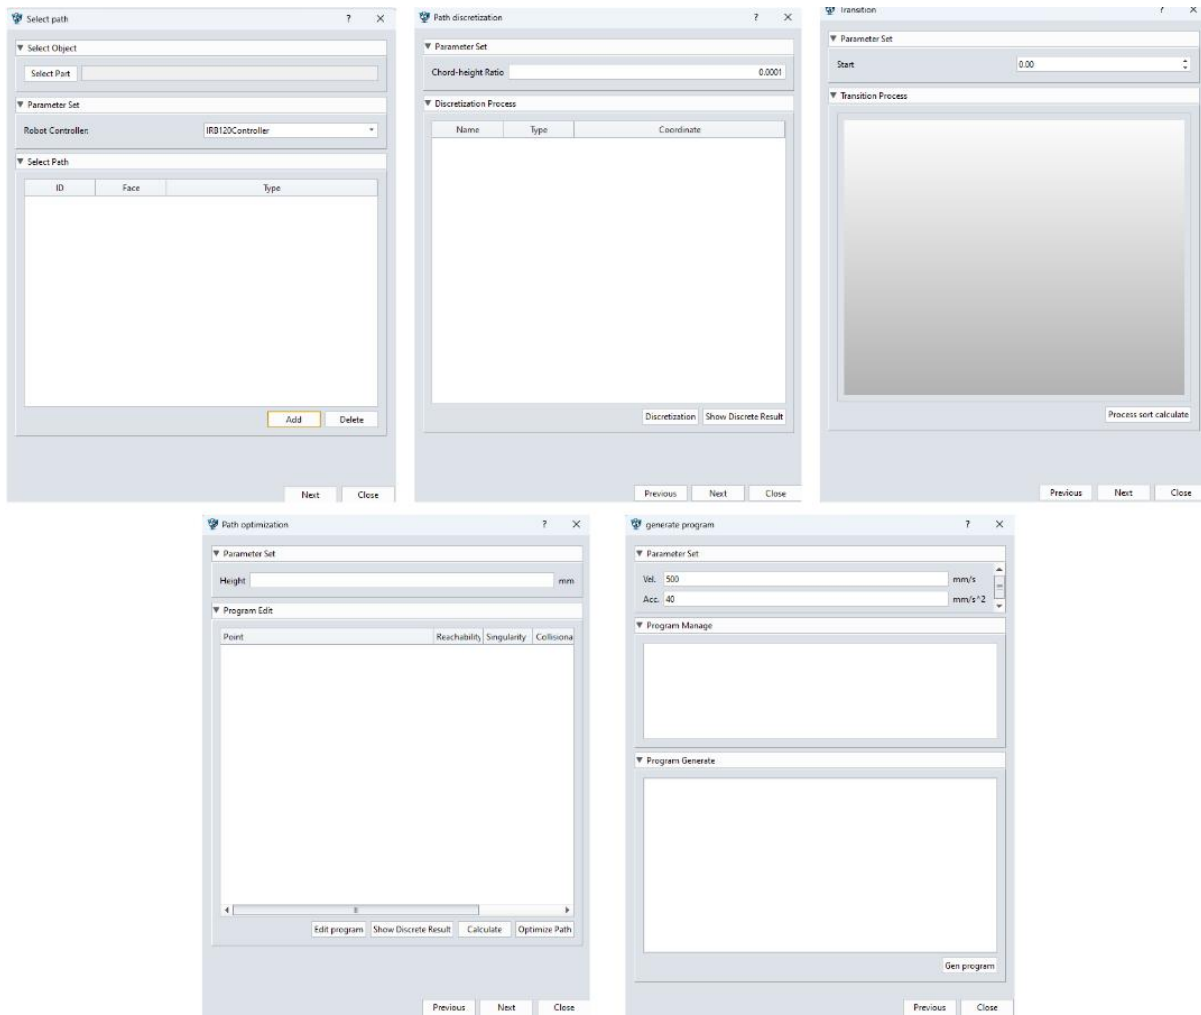 Select path ? ×
Select Object
Select Part
Parameter Set
Robot Controller: IRB120Controller
Select Path
ID Face Type
Add Delete
Next Close
Path discretization ? ×
Parameter Set
Chord-height Ratio 0.0001
Discretization Process
Name Type Coordinate
Discretization Show Discrete Result
Previous Next Close
Transition ? ×
Parameter Set
Start 0.00
Transition Process
Process sort calculate
Previous Next Close
Path optimization ? ×
Parameter Set
Height mm
Program Edit
Point Reachability Singularity Collisiona
Edit program Show Discrete Result Calculate Optimize Path
Previous Next Close
generate program ? ×
Parameter Set
Vel. 500 mm/s
Acc. 40 mm/s^2
Program Manage
Program Generate
Gen program
Previous Close